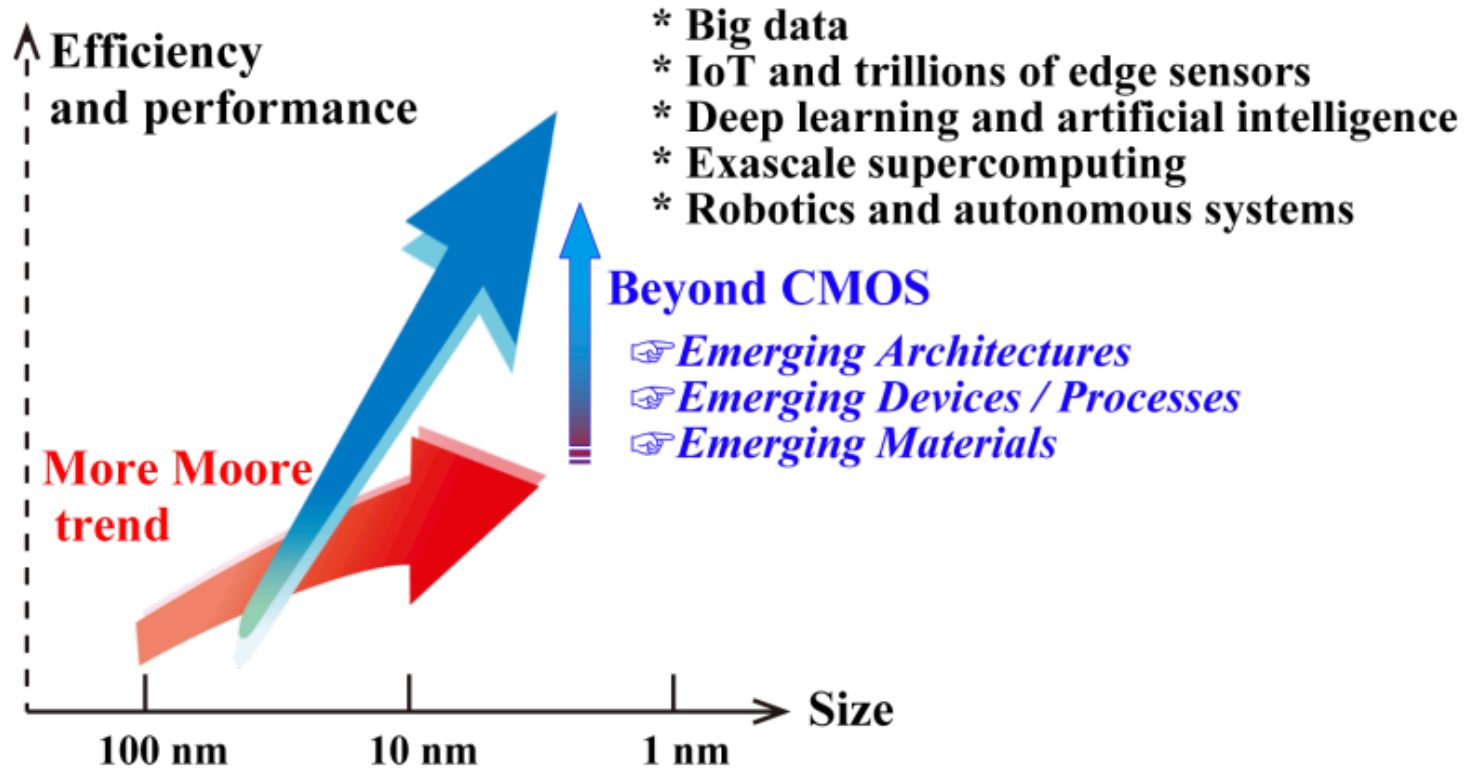 Efficiency
and performance
* Big data
* IoT and trillions of edge sensors
* Deep learning and artificial intelligence
* Exascale supercomputing
* Robotics and autonomous systems
Beyond CMOS
☞Emerging Architectures
☞Emerging Devices / Processes
☞Emerging Materials
More Moore
trend
Size
100 nm
10 nm
1 nm